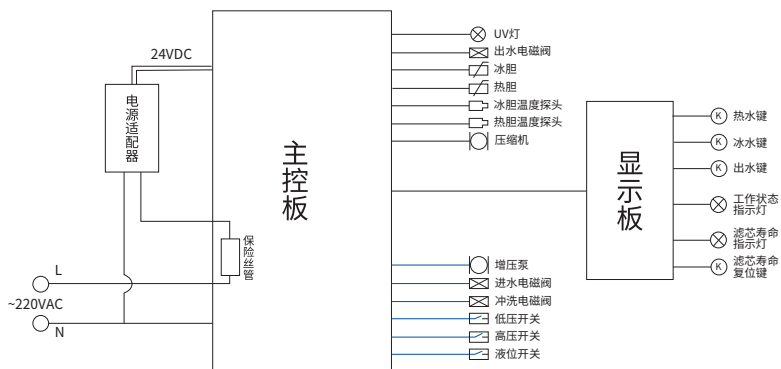 24VDC
电源适配器
主控板
保险丝管
L
~220VAC
N
UV灯
出水电磁阀
冰胆
热胆
冰胆温度探头
热胆温度探头
压缩机
增压泵
进水电磁阀
冲洗电磁阀
低压开关
高压开关
液位开关
显示板
K
热水键
K
冰水键
K
出水键
工作状态
指示灯
滤芯寿命
指示灯
K
滤芯寿命
复位键